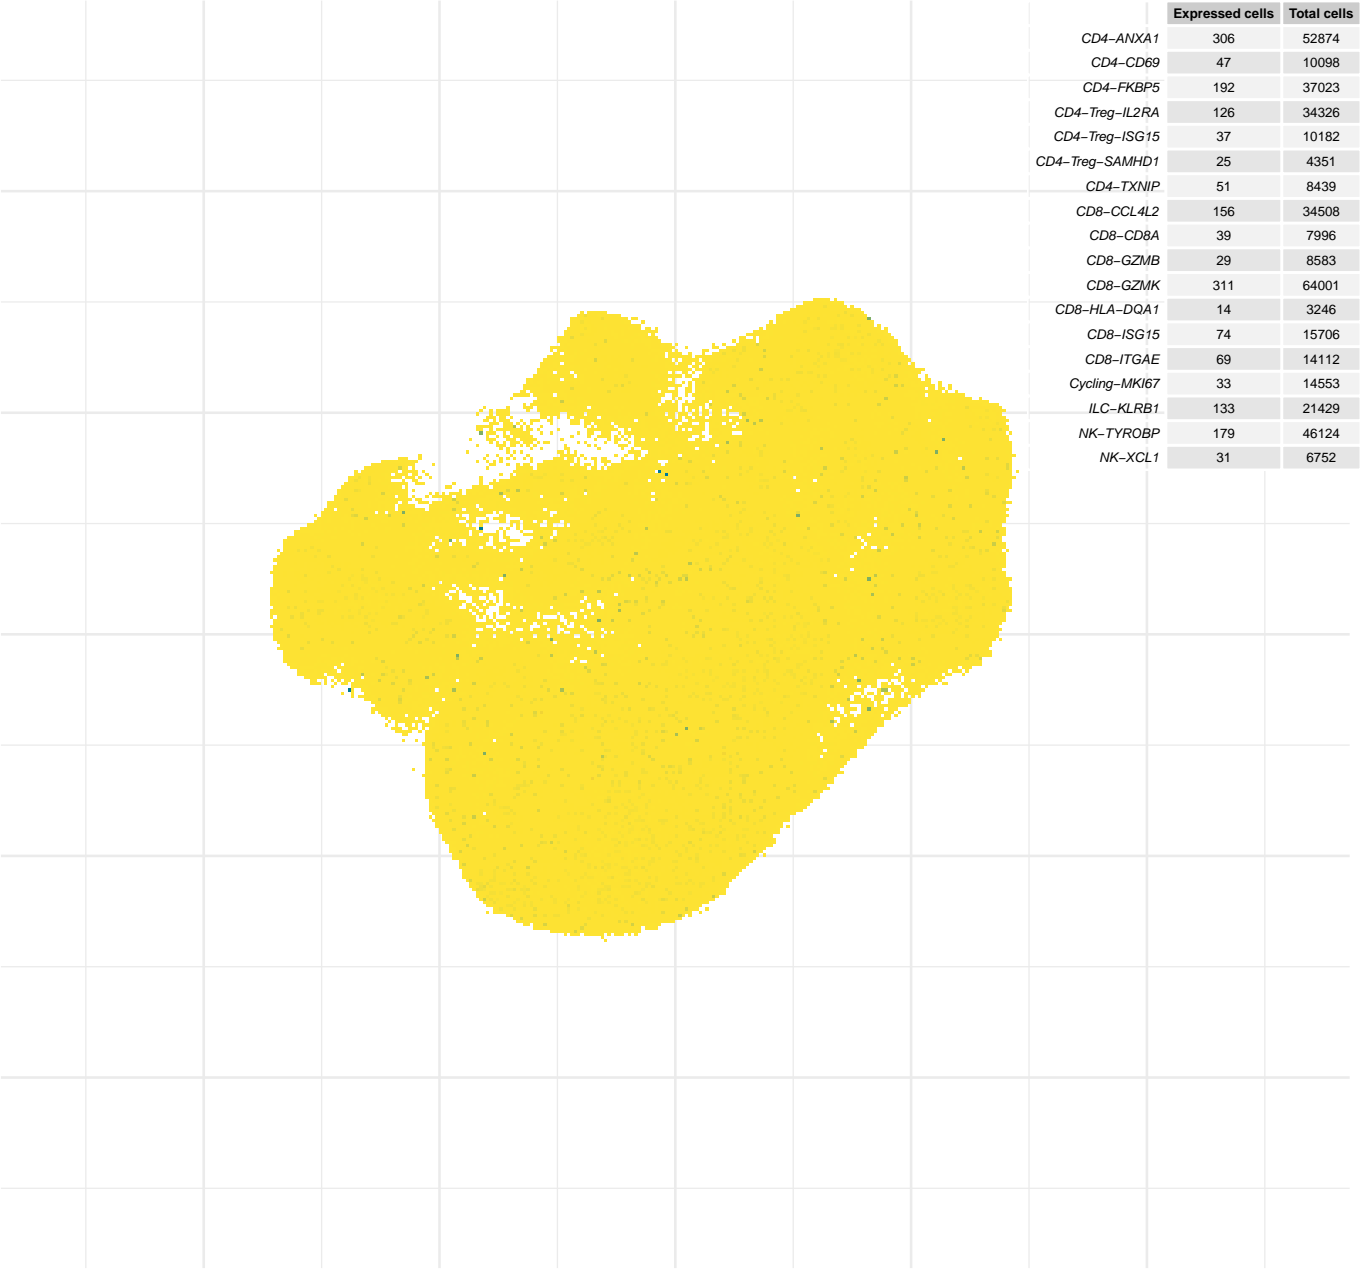 Expressed cells Total cells
CD4−ANXA1 306 52874
CD4−CD69 47 10098
CD4−FKBP5 192 37023
CD4−Treg−IL2RA 126 34326
CD4−Treg−ISG15 37 10182
CD4−Treg−SAMHD1 25 4351
CD4−TXNIP 51 8439
CD8−CCL4L2 156 34508
CD8−CD8A 39 7996
CD8−GZMB 29 8583
CD8−GZMK 311 64001
CD8−HLA−DQA1 14 3246
CD8−ISG15 74 15706
CD8−ITGAE 69 14112
Cycling−MKI67 33 14553
ILC−KLRB1 133 21429
NK−TYROBP 179 46124
NK−XCL1 31 6752